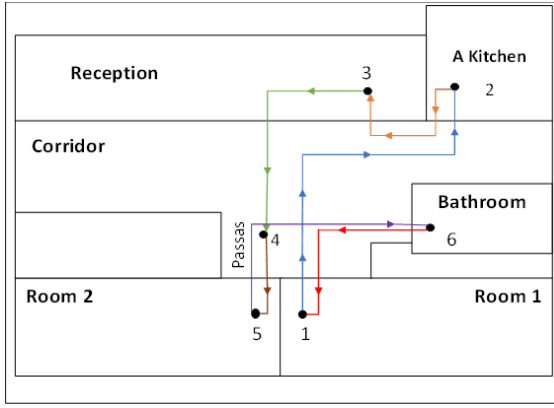 A Kitchen
Reception
3
2
Corridor
Bathroom
Passas
4
6
Room 2
Room 1
5
1